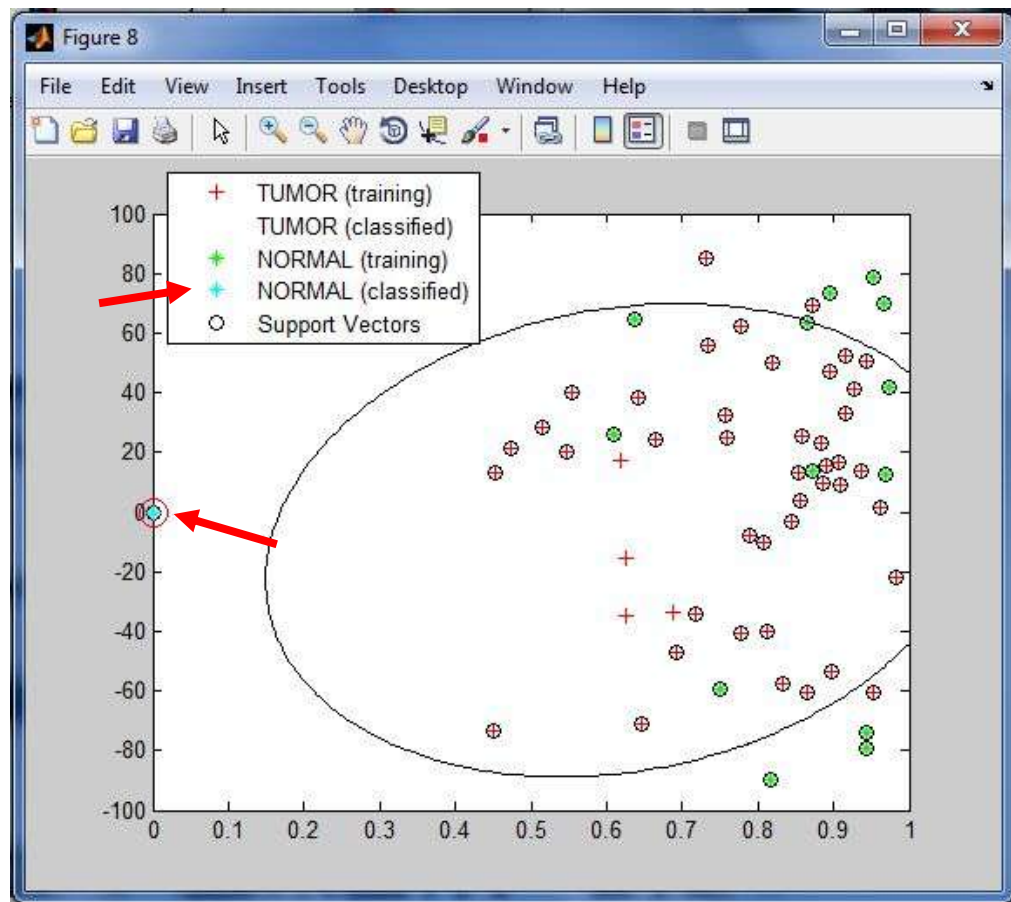 Figure 8
File Edit View Insert Tools Desktop Window Help
TUMOR (training)
TUMOR (classified)
NORMAL (training)
NORMAL (classified)
Support Vectors
100
80
60
40
20
0
-20
-40
-60
-80
-100
0 0.1 0.2 0.3 0.4 0.5 0.6 0.7 0.8 0.9 1